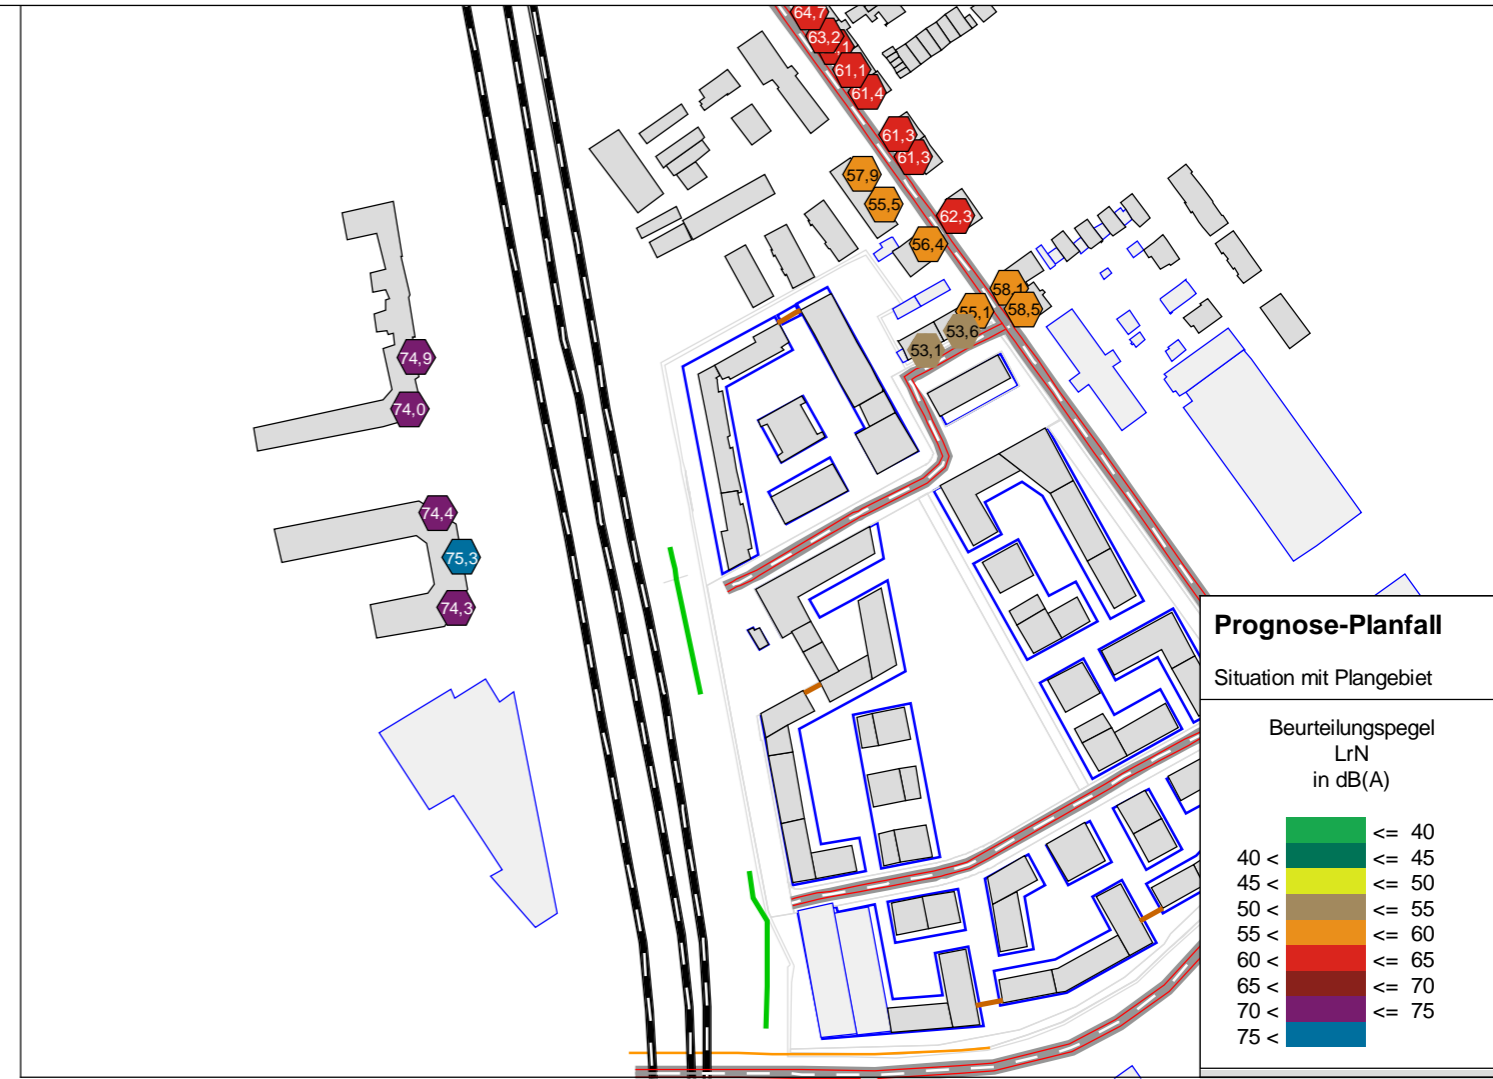 64,7
63,2
61,1
61,4
61,3
61,3
57,9
55,5
62,3
56,4
58,1
58,5
55,1
53,6
53,1
74,9
74,0
74,4
75,3
74,3
Prognose-Planfall
Situation mit Plangebiet
Beurteilungspegel
LrN
in dB(A)
<= 40
40 < <= 45
45 < <= 50
50 < <= 55
55 < <= 60
60 < <= 65
65 < <= 70
70 < <= 75
75 <